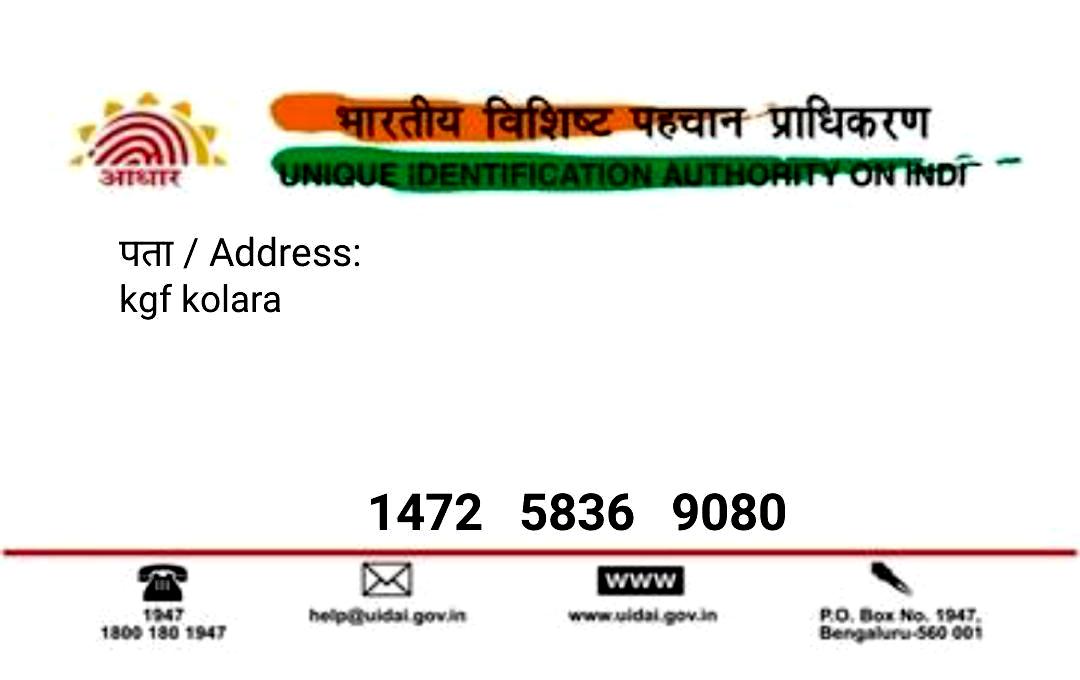 आधार
भारतीय विशिष्ट पहचान प्राधिकरण
UNIQUE IDENTIFICATION AUTHORITY ON INDI
पता / Address:
kgf kolara
1472 5836 9080
www
1947
1800 180 1947
help@uidai.gov.in
www.uidai.gov.in
P.O. Box No. 1947,
Bengaluru-560 001